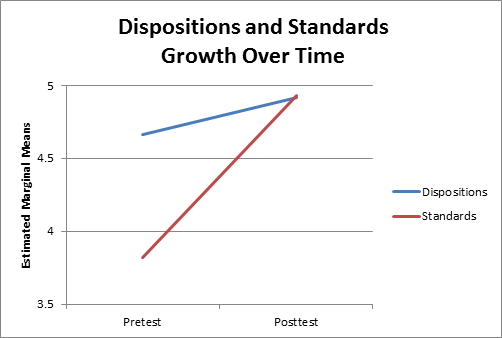 Dispositions and Standards
Growth Over Time
Estimated Marginal Means
5
4.5
4
3.5
Pretest
Posttest
Dispositions
Standards